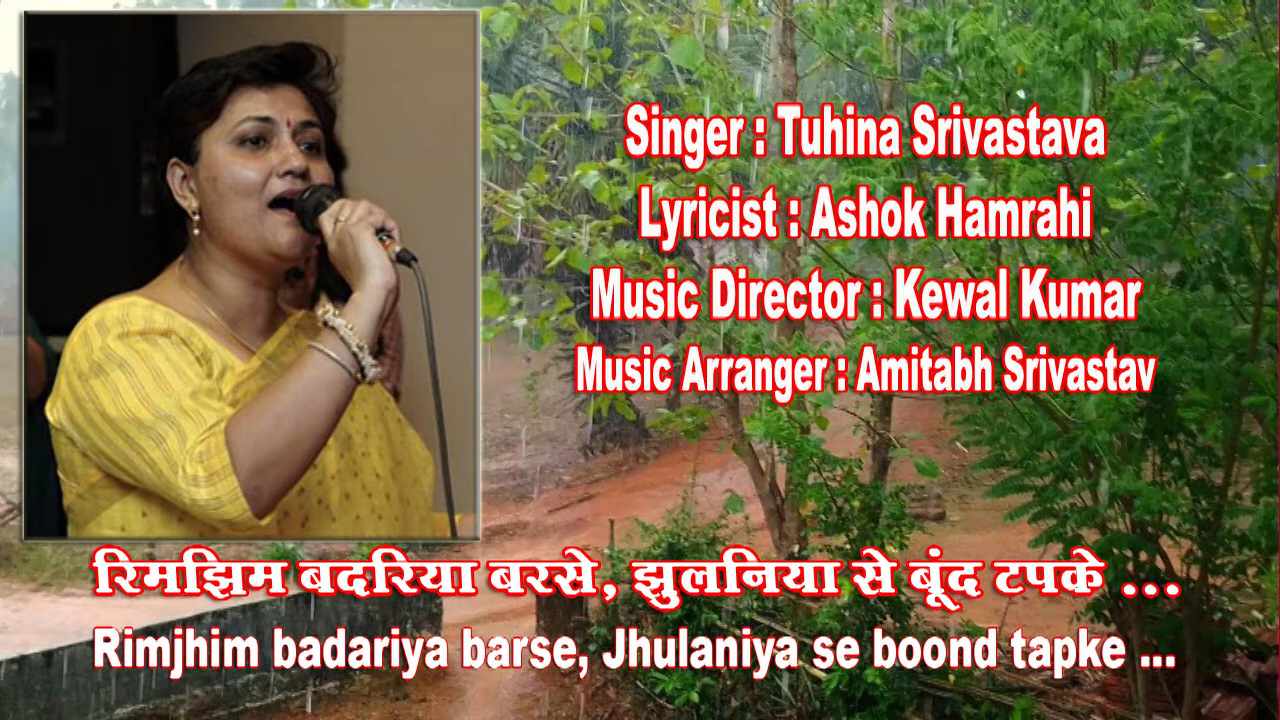 Singer : Tuhina Srivastava
Lyricist : Ashok Hamrahi
Music Director : Kewal Kumar
Music Arranger : Amitabh Srivastav
रिमझिम बदरिया बरसे, झुलनिया से बूंद टपके ...
Rimjhim badariya barse, Jhulaniya se boond tapke ...